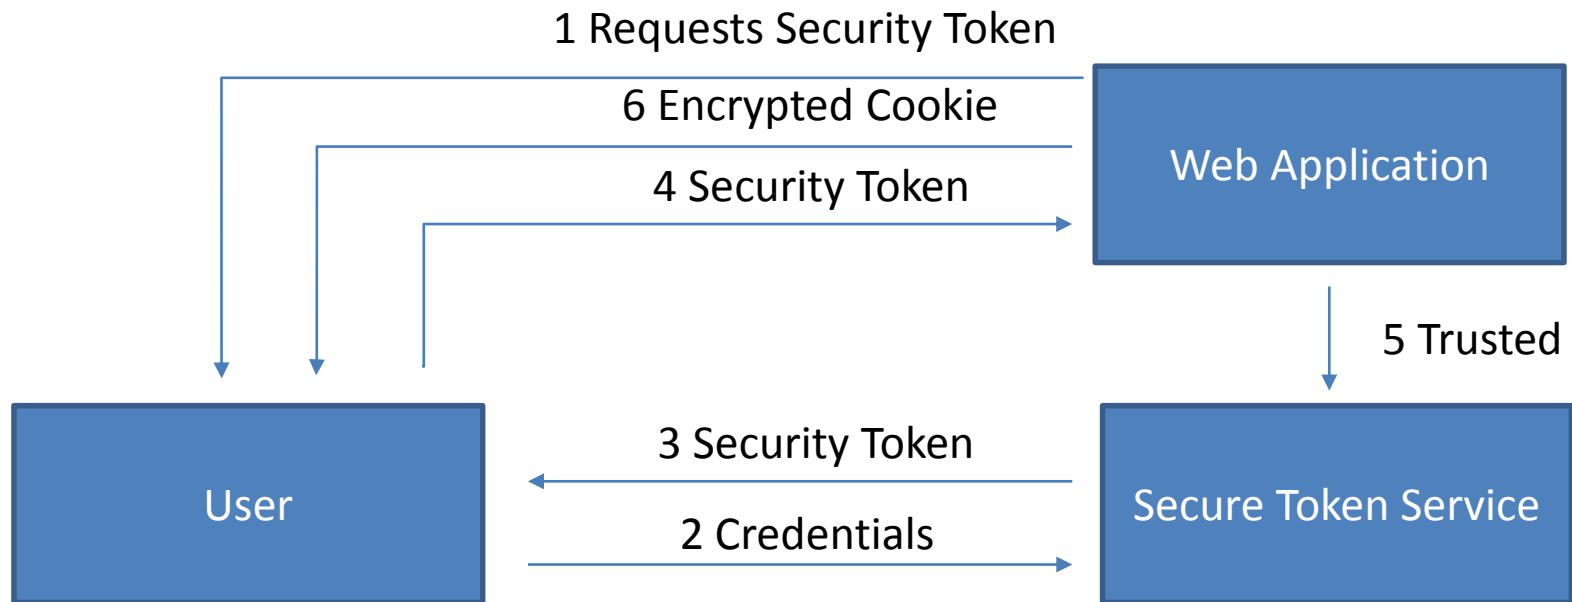 1 Requests Security Token
6 Encrypted Cookie
Web Application
4 Security Token
5 Trusted
3 Security Token
User
Secure Token Service
2 Credentials